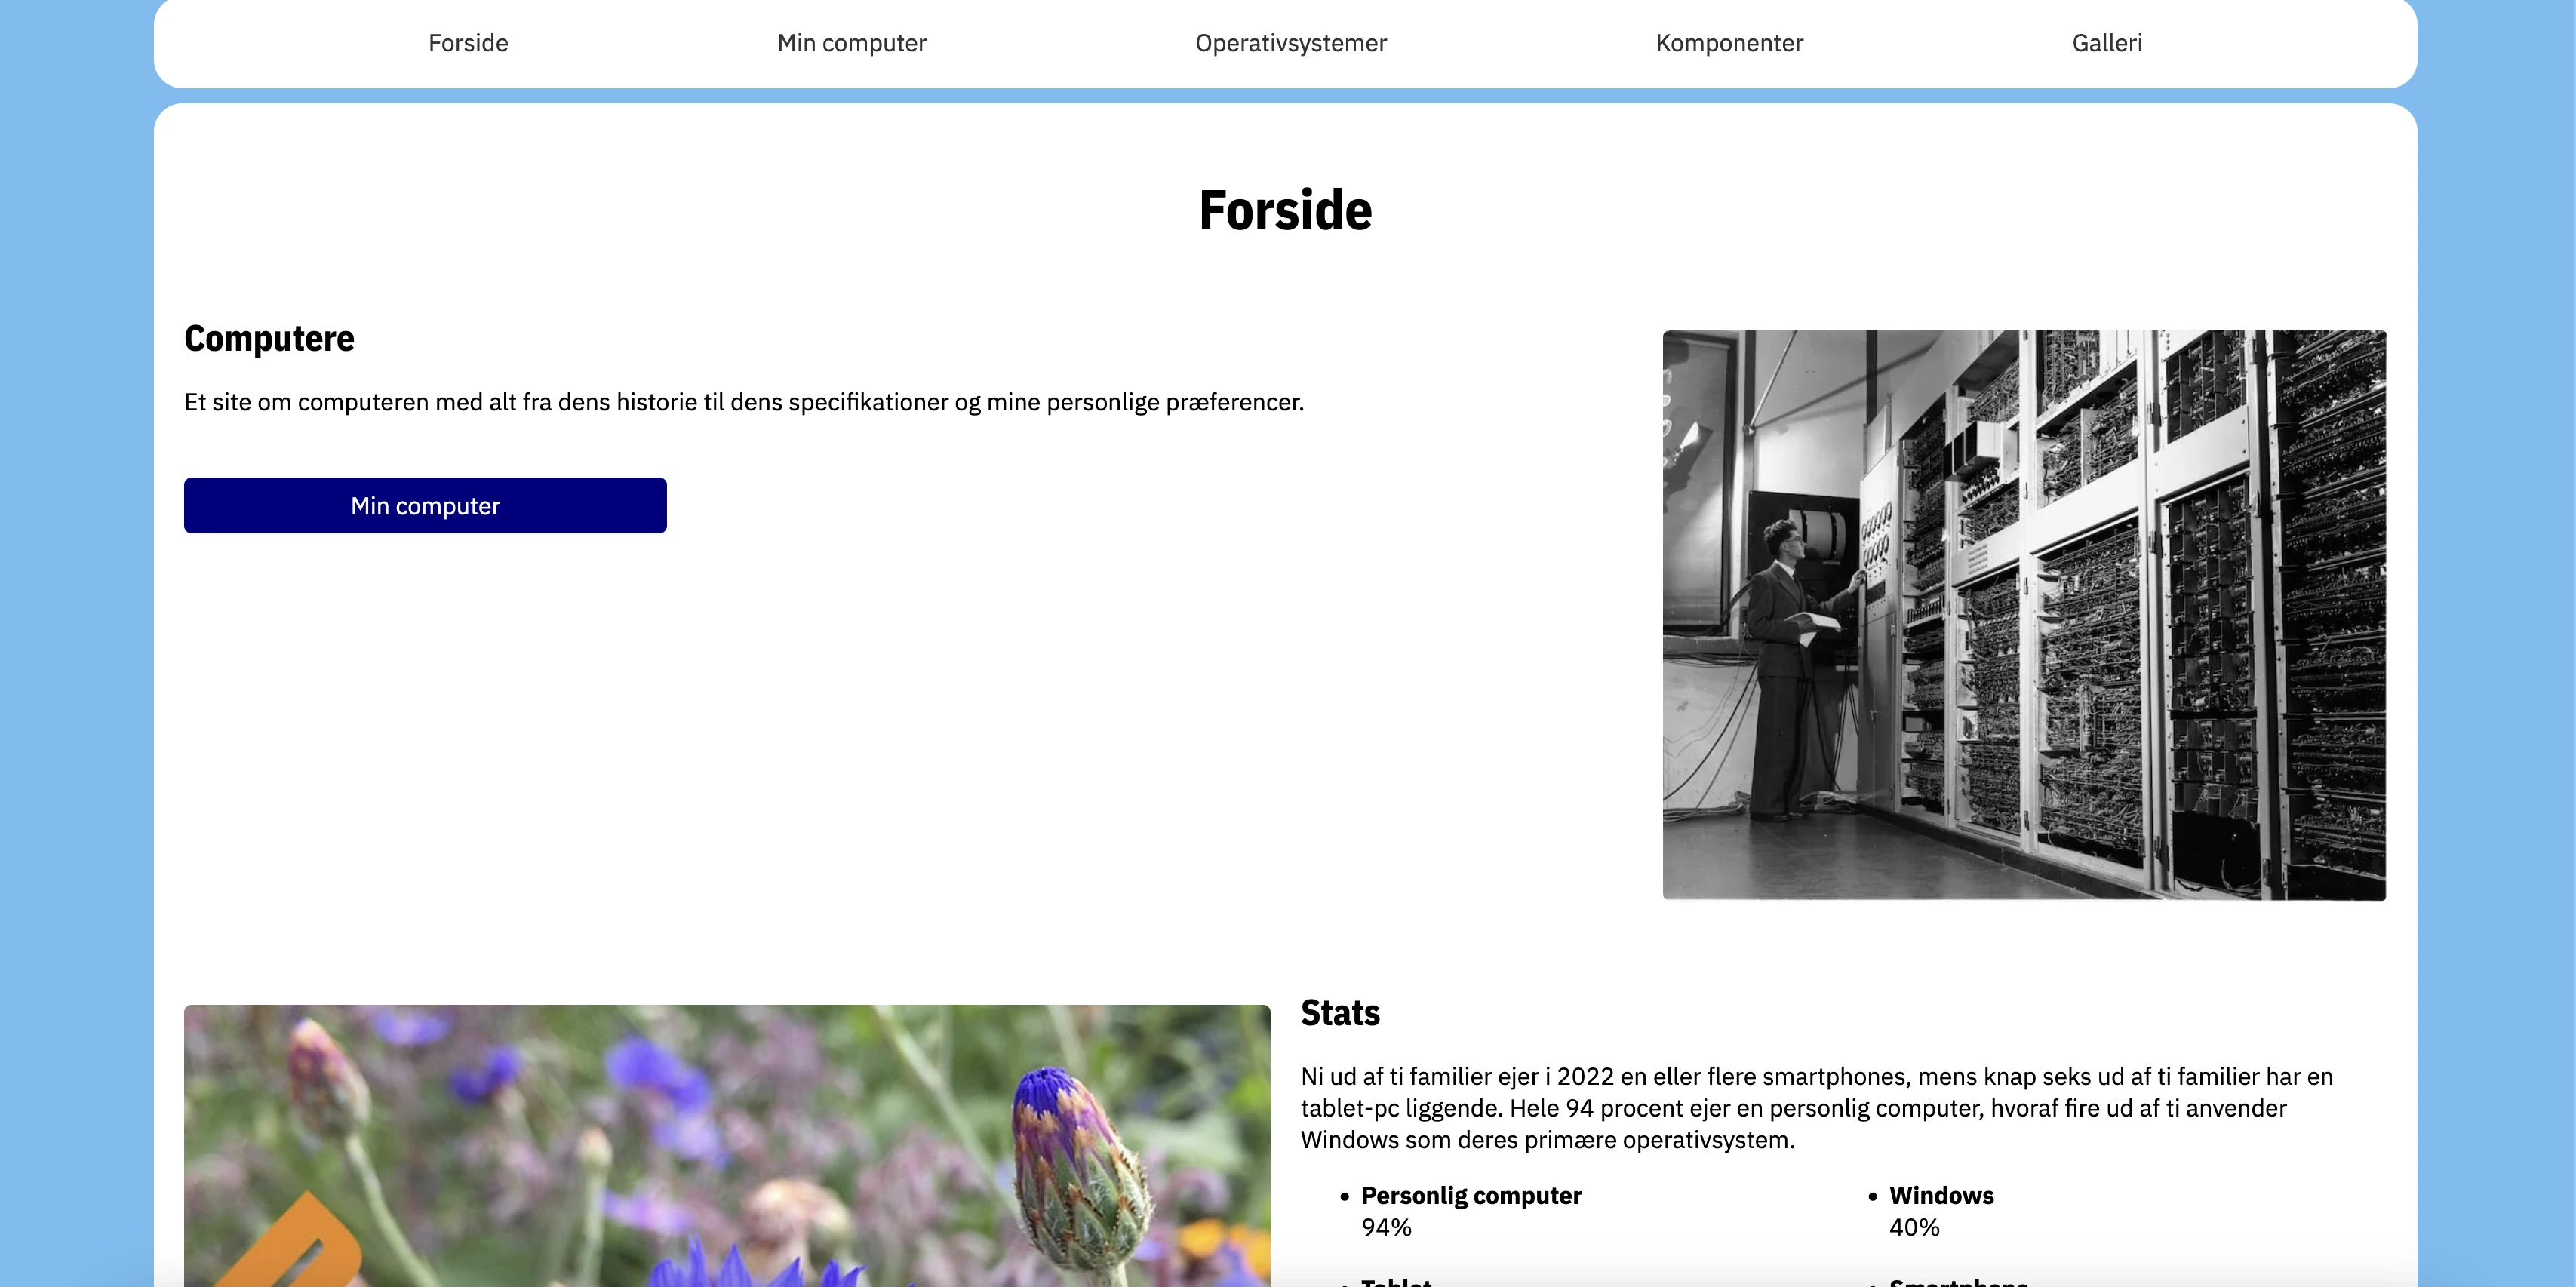 Forside
Min computer
Operativsystemer
Komponenter
Galleri
Forside
Computere
Et site om computeren med alt fra dens historie til dens specifikationer og mine personlige præferencer.
Min computer
Stats
Ni ud af ti familier ejer i 2022 en eller flere smartphones, mens knap seks ud af ti familier har en
tablet-pc liggende. Hele 94 procent ejer en personlig computer, hvoraf fire ud af ti anvender
Windows som deres primære operativsystem.
Personlig computer
94%
Windows
40%
Tablet
Smartphone